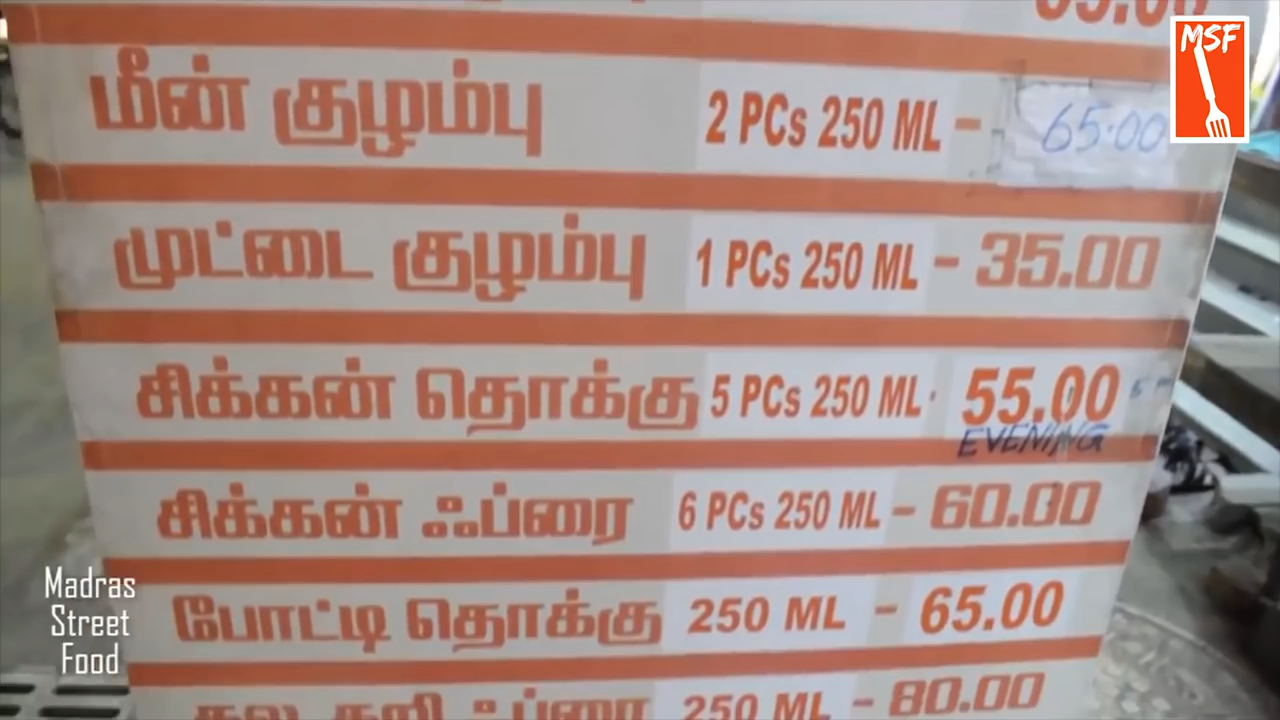 MSF
மீன் குழம்பு 2 PCs 250 ML - 65.00
முட்டை குழம்பு 1 PCs 250 ML - 35.00
சிக்கன் தொக்கு 5 PCs 250 ML - 55.00
EVENING
சிக்கன் ஃப்ரை 6 PCs 250 ML - 60.00
போட்டி தொக்கு 250 ML - 65.00
ஃப்ரை 250 ML - 80.00
Madras
Street
Food